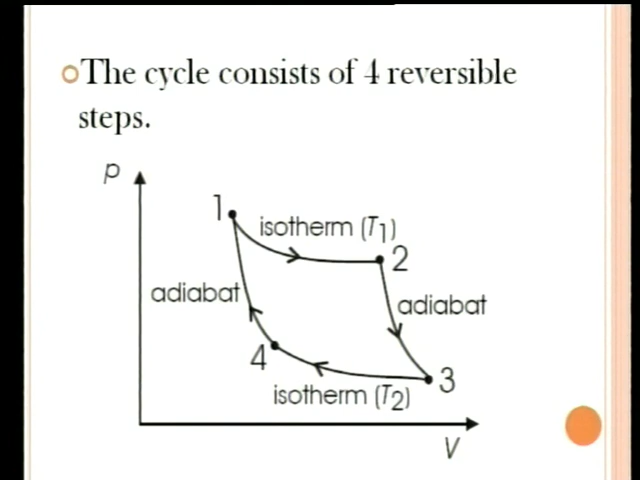 The cycle consists of 4 reversible
steps.
P
1
isotherm (T1)
2
adiabat
adiabat
4
3
isotherm (T2)
V